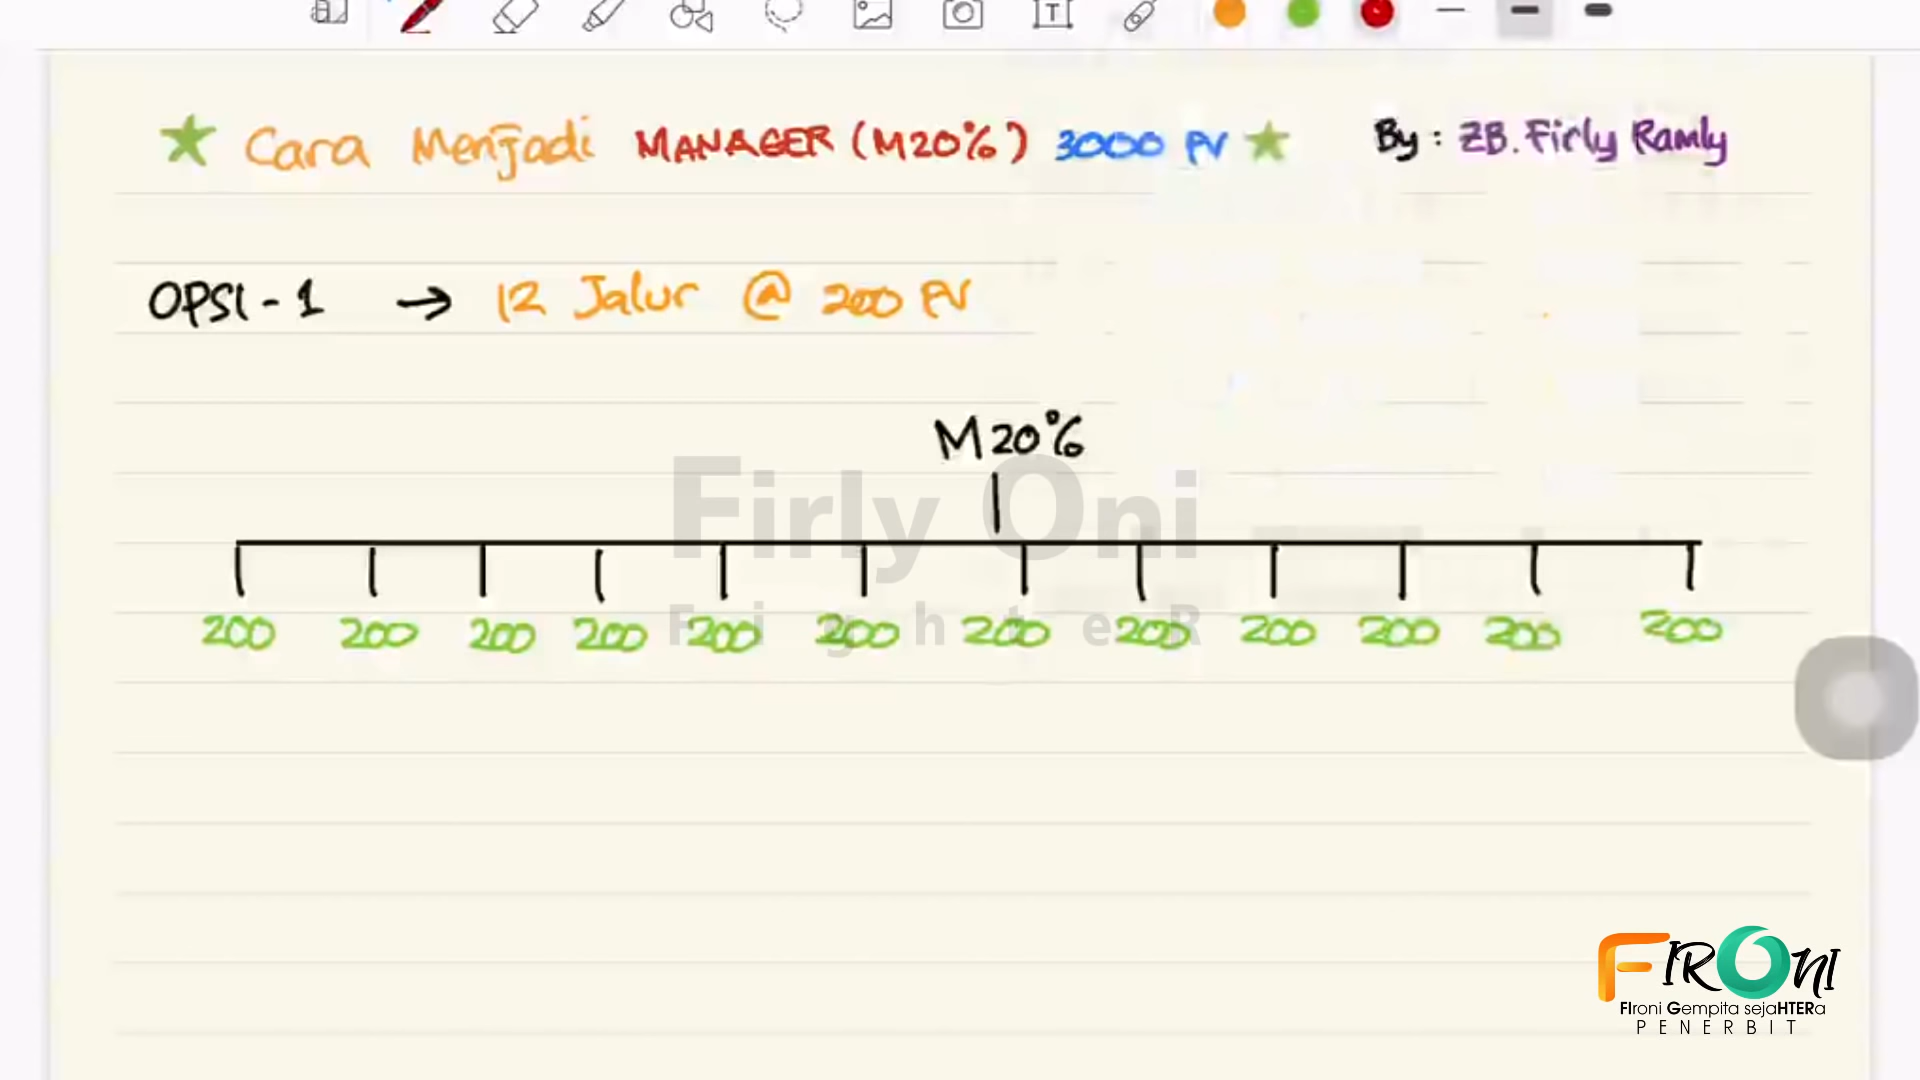 ★ Cara Menjadi MANAGER (M20%) 3000 PV ★ By : ZB. Firly Ramly
OPSI - 1 → 12 Jalur @ 200 PV
M20%
Firly Oni
FaighteR
200 200 200 200 200 200 200 200 200 200 200 200
FIRONI
FIroni Gempita sejaHTERa
PENERBIT